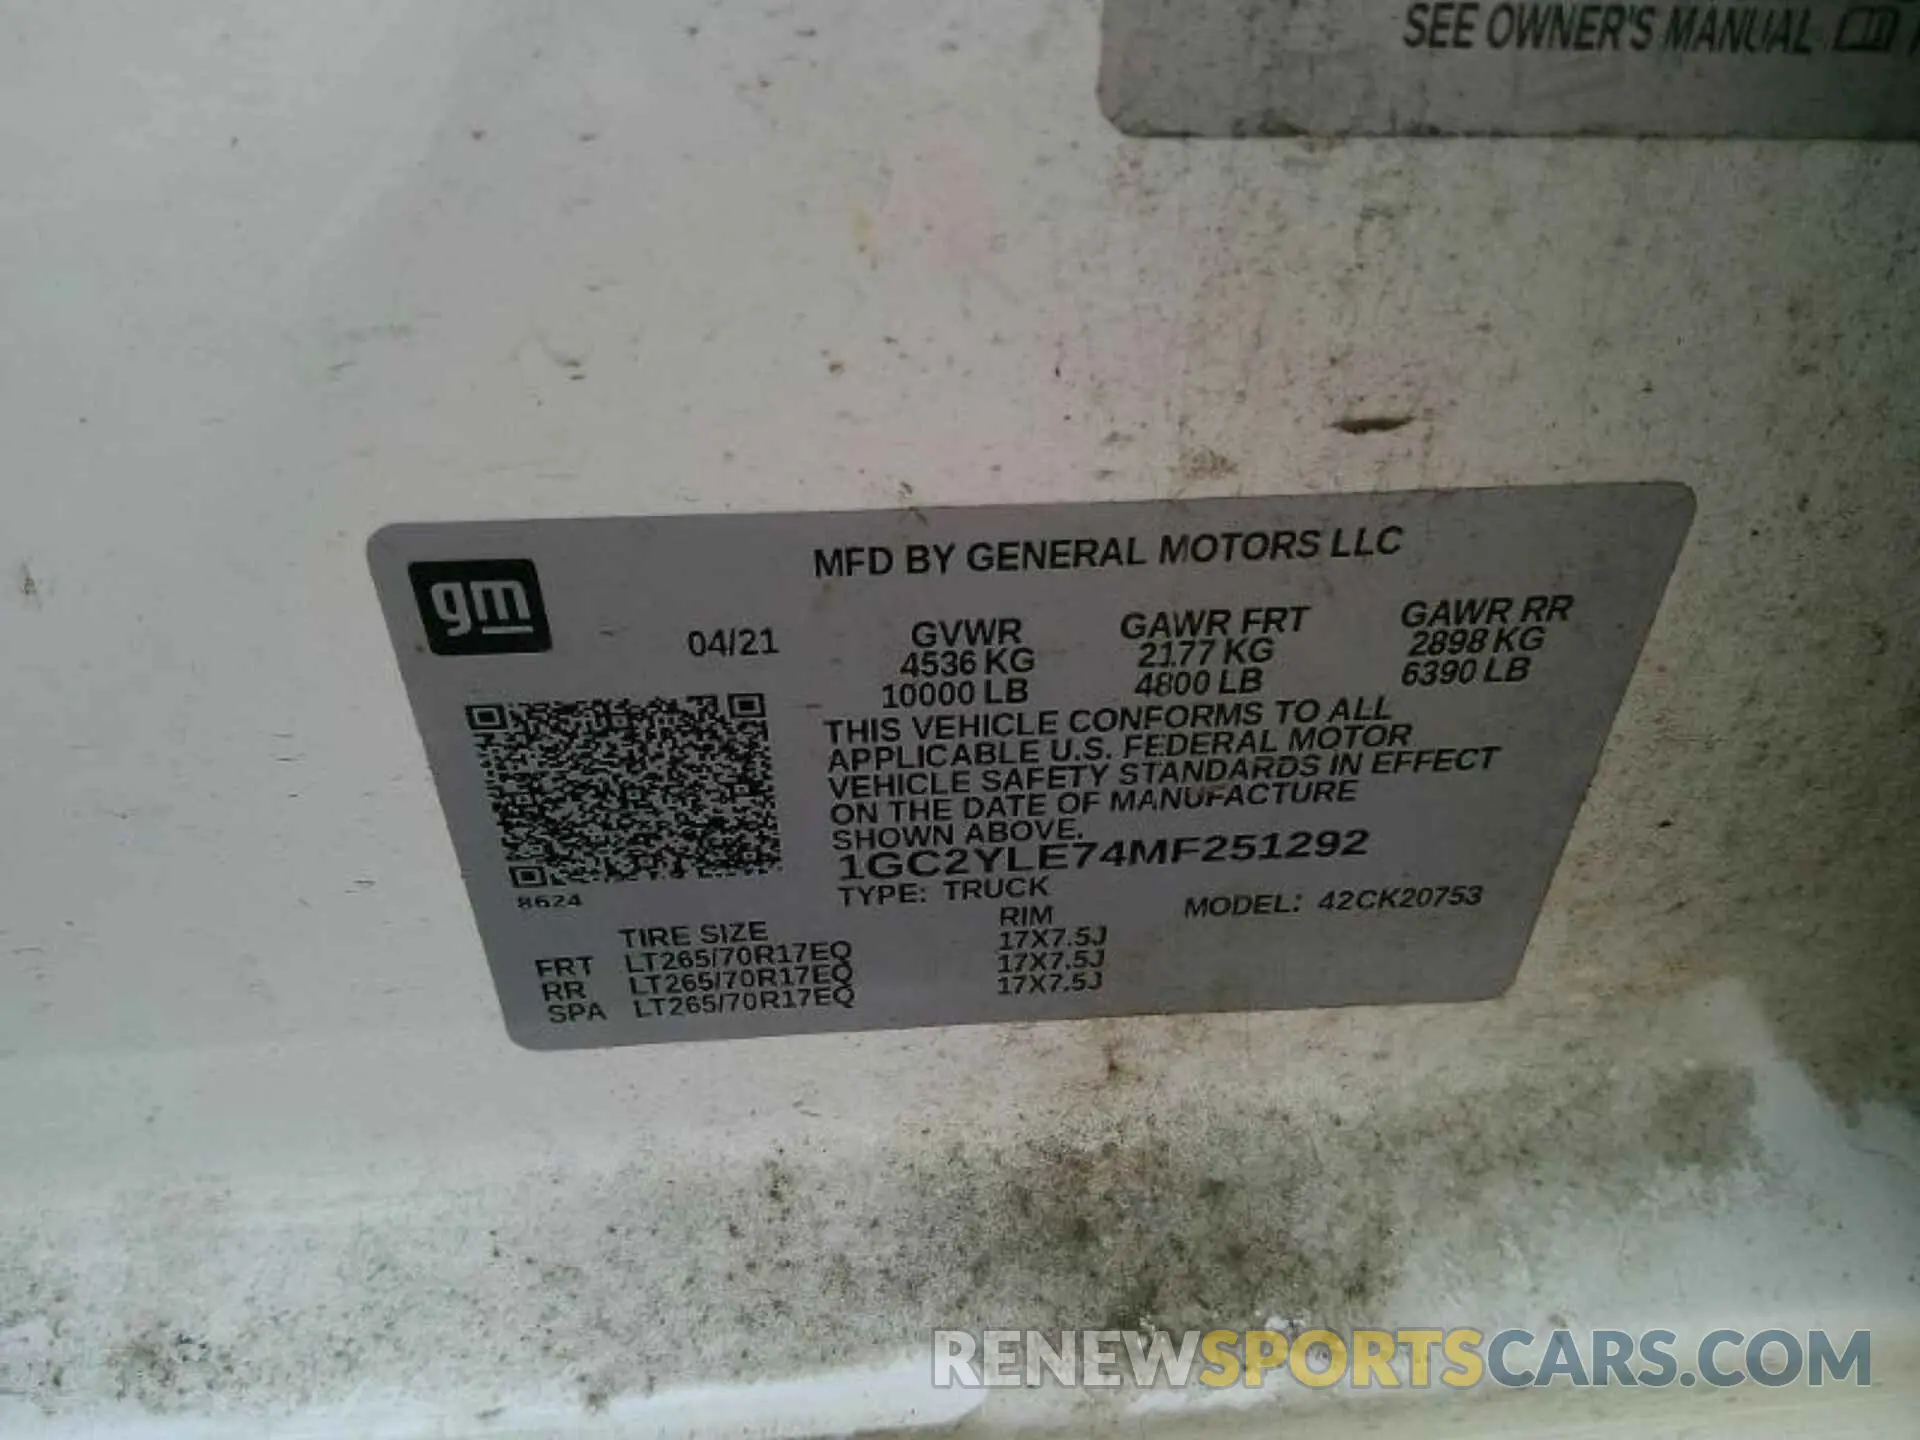 SEE OWNER'S MANUAL
MFD BY GENERAL MOTORS LLC
gm
04/21
GVWR GAWR FRT GAWR RR
4536 KG 2177 KG 2898 KG
10000 LB 4800 LB 6390 LB
THIS VEHICLE CONFORMS TO ALL
APPLICABLE U.S. FEDERAL MOTOR
VEHICLE SAFETY STANDARDS IN EFFECT
ON THE DATE OF MANUFACTURE
SHOWN ABOVE.
1GC2YLE74MF251292
8624
TYPE: TRUCK MODEL: 42CK20753
TIRE SIZE RIM
FRT LT265/70R17EQ 17X7.5J
RR LT265/70R17EQ 17X7.5J
SPA LT265/70R17EQ 17X7.5J
RENEWSPORTSCARS.COM